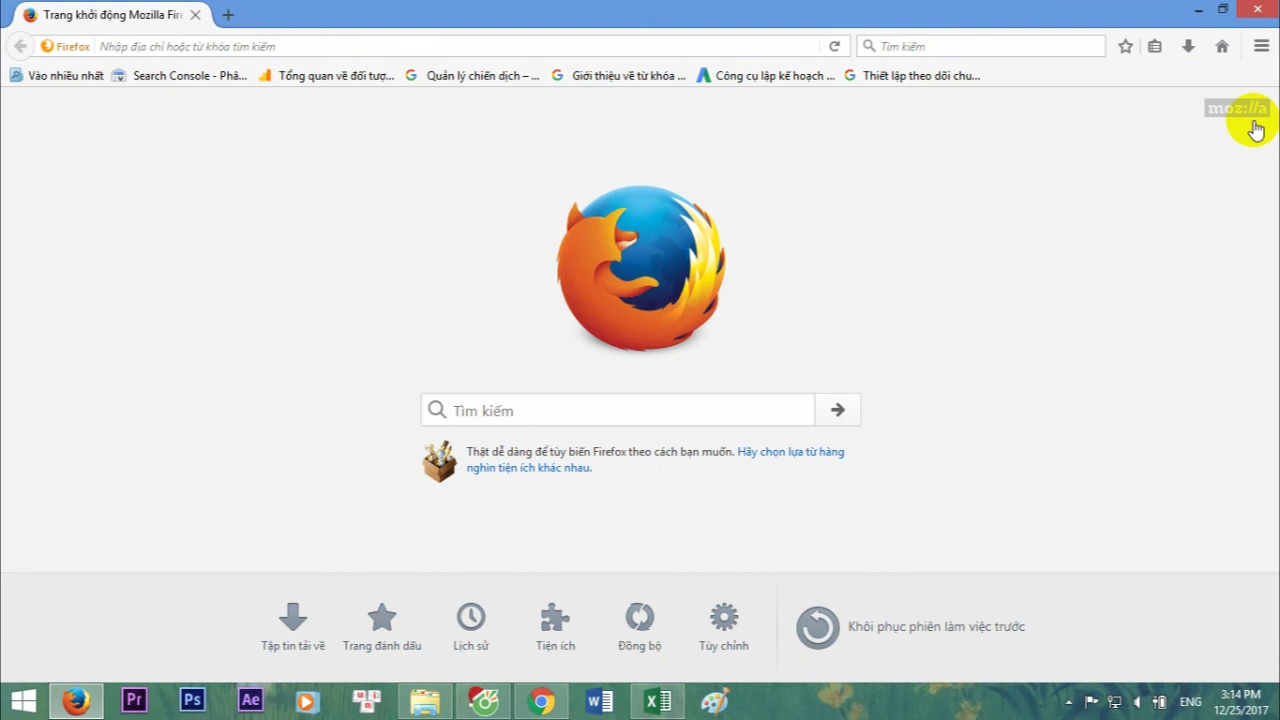 Trang khởi động Mozilla Fire
Firefox Nhập địa chỉ hoặc từ khóa tìm kiếm
Tìm kiếm
Vào nhiều nhất Search Console - Phâ... Tổng quan về đối tượ... Quản lý chiến dịch – ... Giới thiệu về từ khóa ... Công cụ lập kế hoạch ... Thiết lập theo dõi chu...
moz://a
Tìm kiếm
Thật dễ dàng để tùy biến Firefox theo cách bạn muốn. Hãy chọn lựa từ hàng
nghìn tiện ích khác nhau.
Tập tin tải về Trang đánh dấu Lịch sử Tiện ích Đồng bộ Tùy chỉnh
Khôi phục phiên làm việc trước
Pr Ps Ae
ENG
3:14 PM
12/25/2017